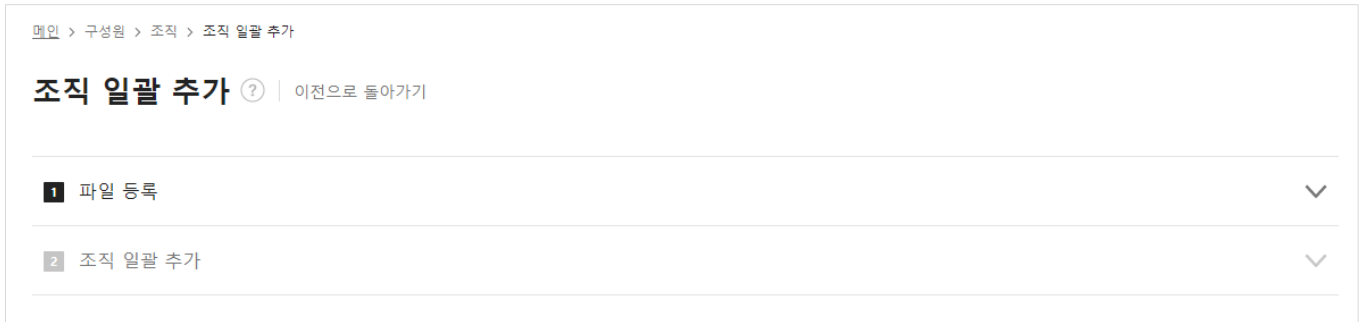 메인 > 구성원 > 조직 > 조직 일괄 추가
조직 일괄 추가 ? 이전으로 돌아가기
1 파일 등록
2 조직 일괄 추가